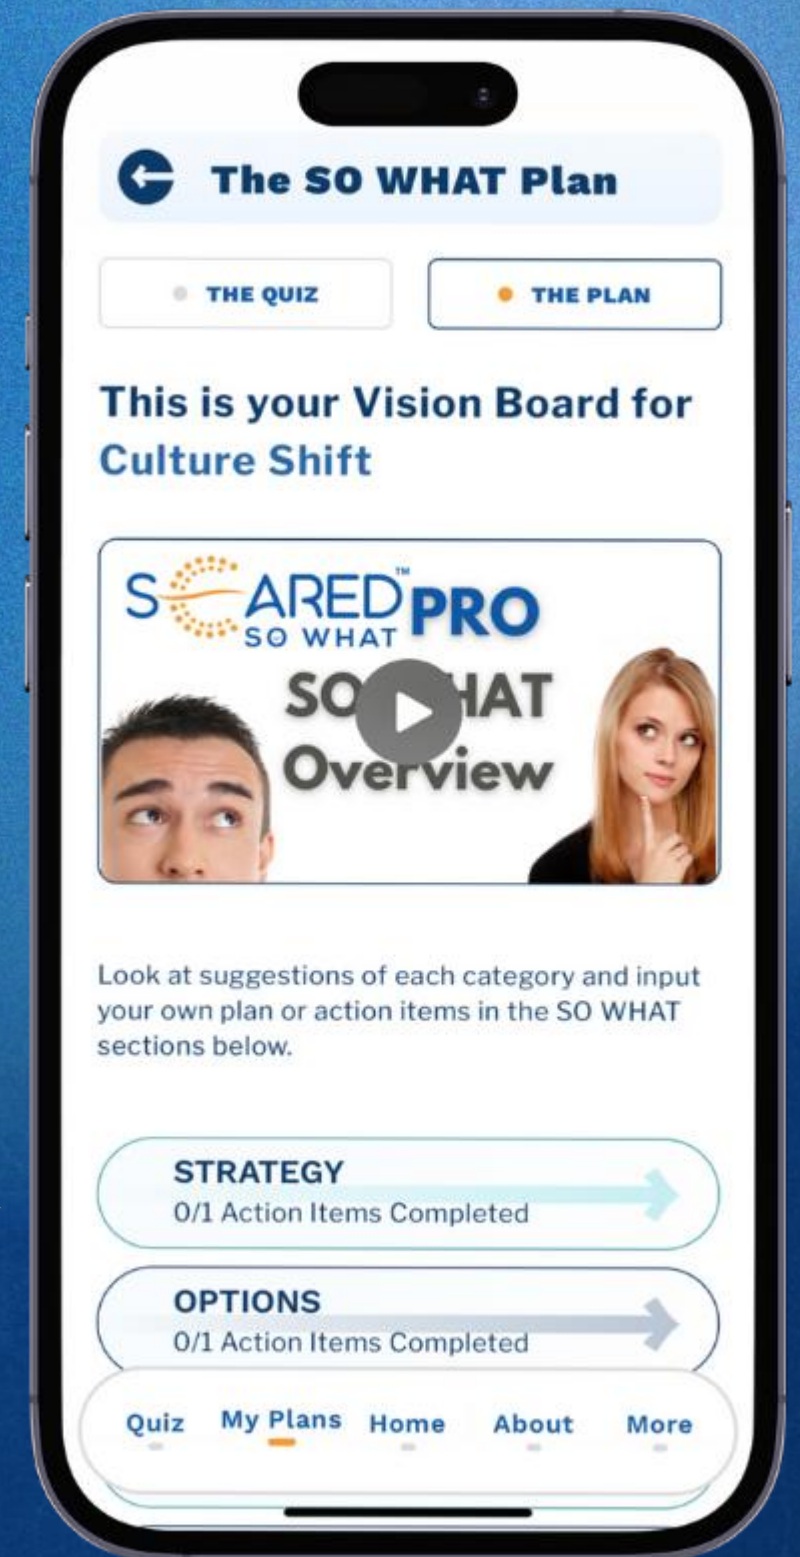 The SO WHAT Plan
THE QUIZ
THE PLAN
This is your Vision Board for
Culture Shift
SCARED™ PRO
SO WHAT
SO WHAT
Overview
Look at suggestions of each category and input
your own plan or action items in the SO WHAT
sections below.
STRATEGY
0/1 Action Items Completed
OPTIONS
0/1 Action Items Completed
Quiz
My Plans
Home
About
More